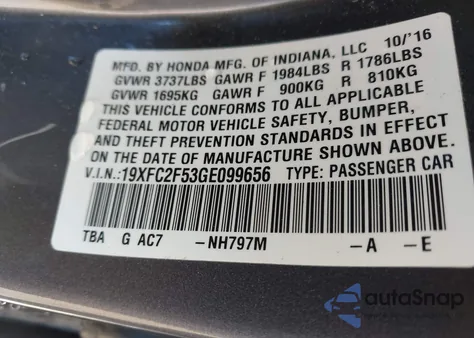 MFD. BY HONDA MFG. OF INDIANA, LLC 10/'16
GVWR 3737LBS GAWR F 1984LBS R 1786LBS
GVWR 1695KG GAWR F 900KG R 810KG
THIS VEHICLE CONFORMS TO ALL APPLICABLE
FEDERAL MOTOR VEHICLE SAFETY, BUMPER,
AND THEFT PREVENTION STANDARDS IN EFFECT
ON THE DATE OF MANUFACTURE SHOWN ABOVE.
V.I.N.:19XFC2F53GE099656 TYPE: PASSENGER CAR
TBA G AC7 -NH797M -A -E
autoSnap